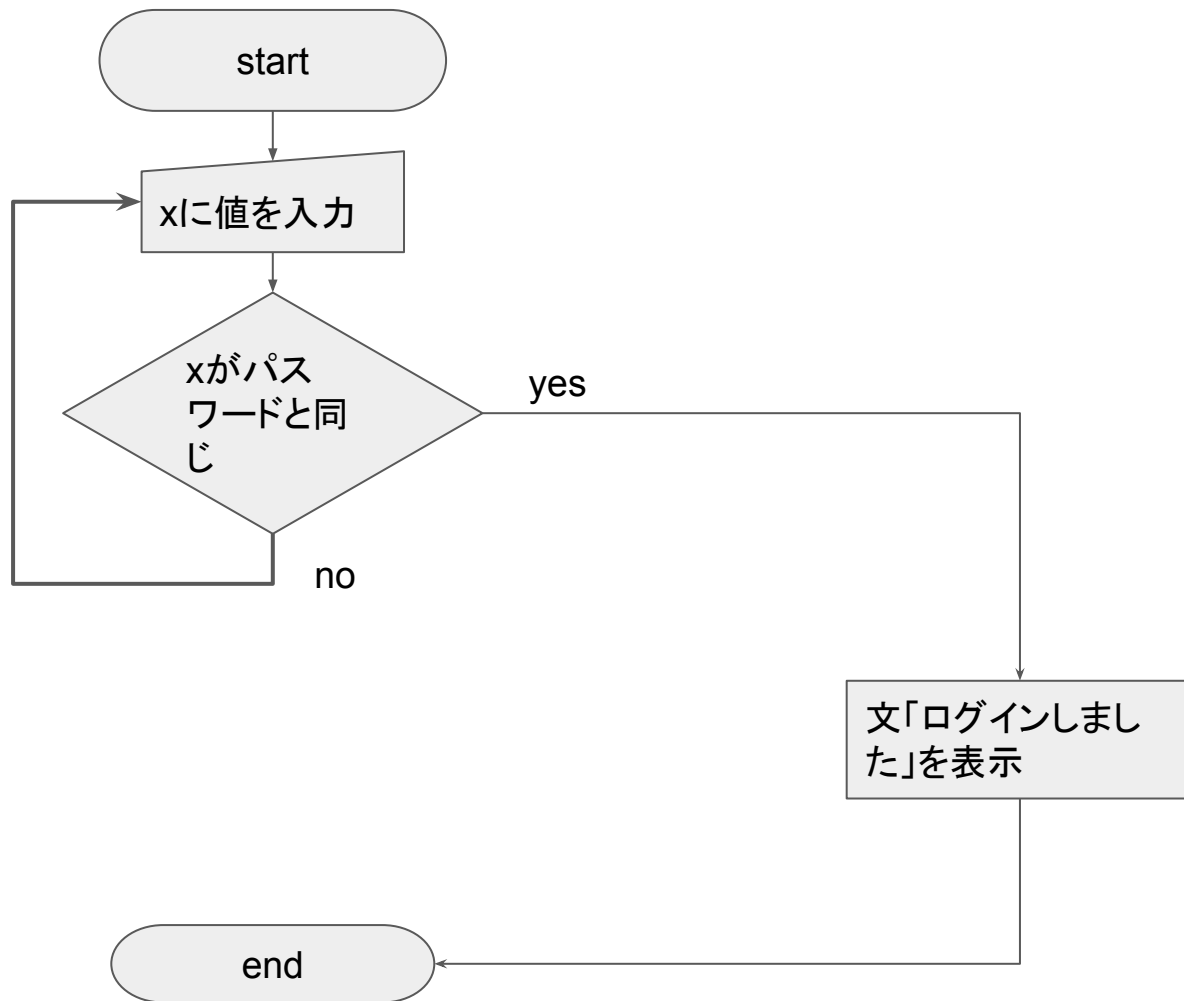 start
xに値を入力
xがパス
ワードと同
じ
yes
no
文「ログインしまし
た」を表示
end